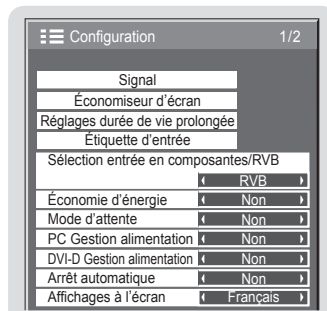 Configuration 1/2
Signal
Économiseur d'écran
Réglages durée de vie prolongée
Étiquette d'entrée
Sélection entrée en composantes/RVB
RVB
Économie d'énergie Non
Mode d'attente Non
PC Gestion alimentation Non
DVI-D Gestion alimentation Non
Arrêt automatique Non
Affichages à l'écran Français